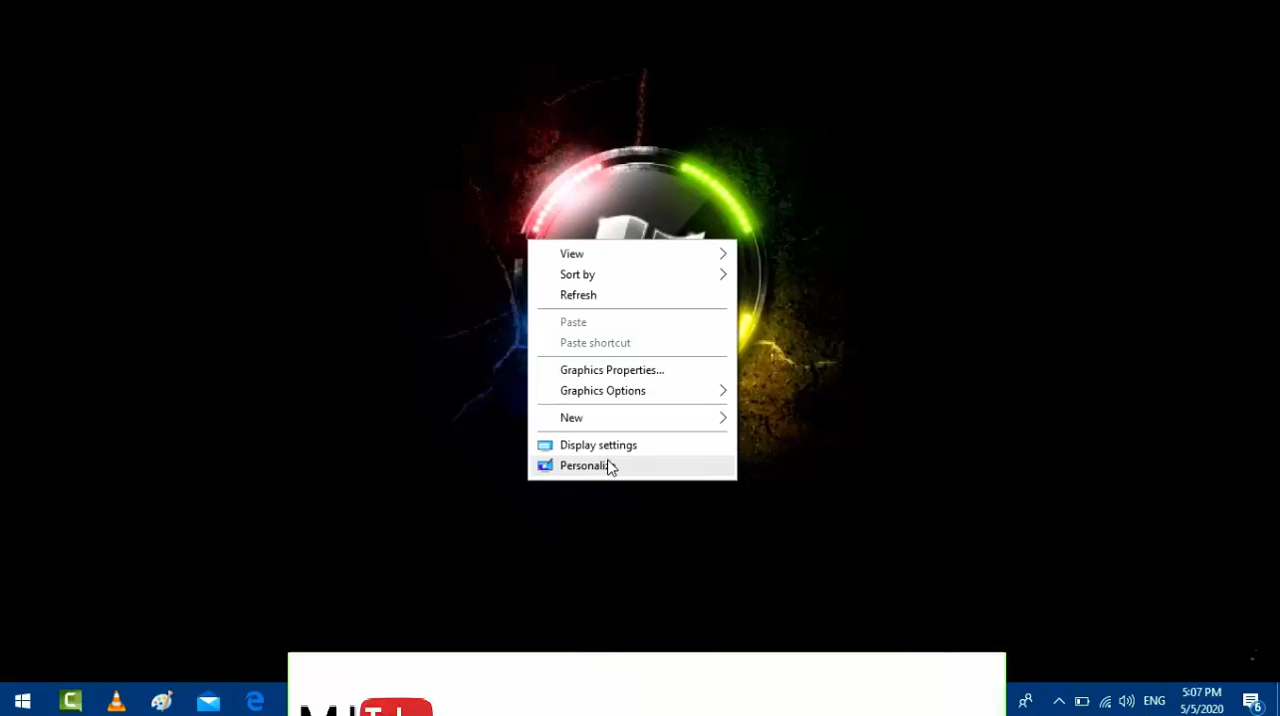 View
Sort by
Refresh
Paste
Paste shortcut
Graphics Properties...
Graphics Options
New
Display settings
ENG
5:07 PM
5/5/2020
6